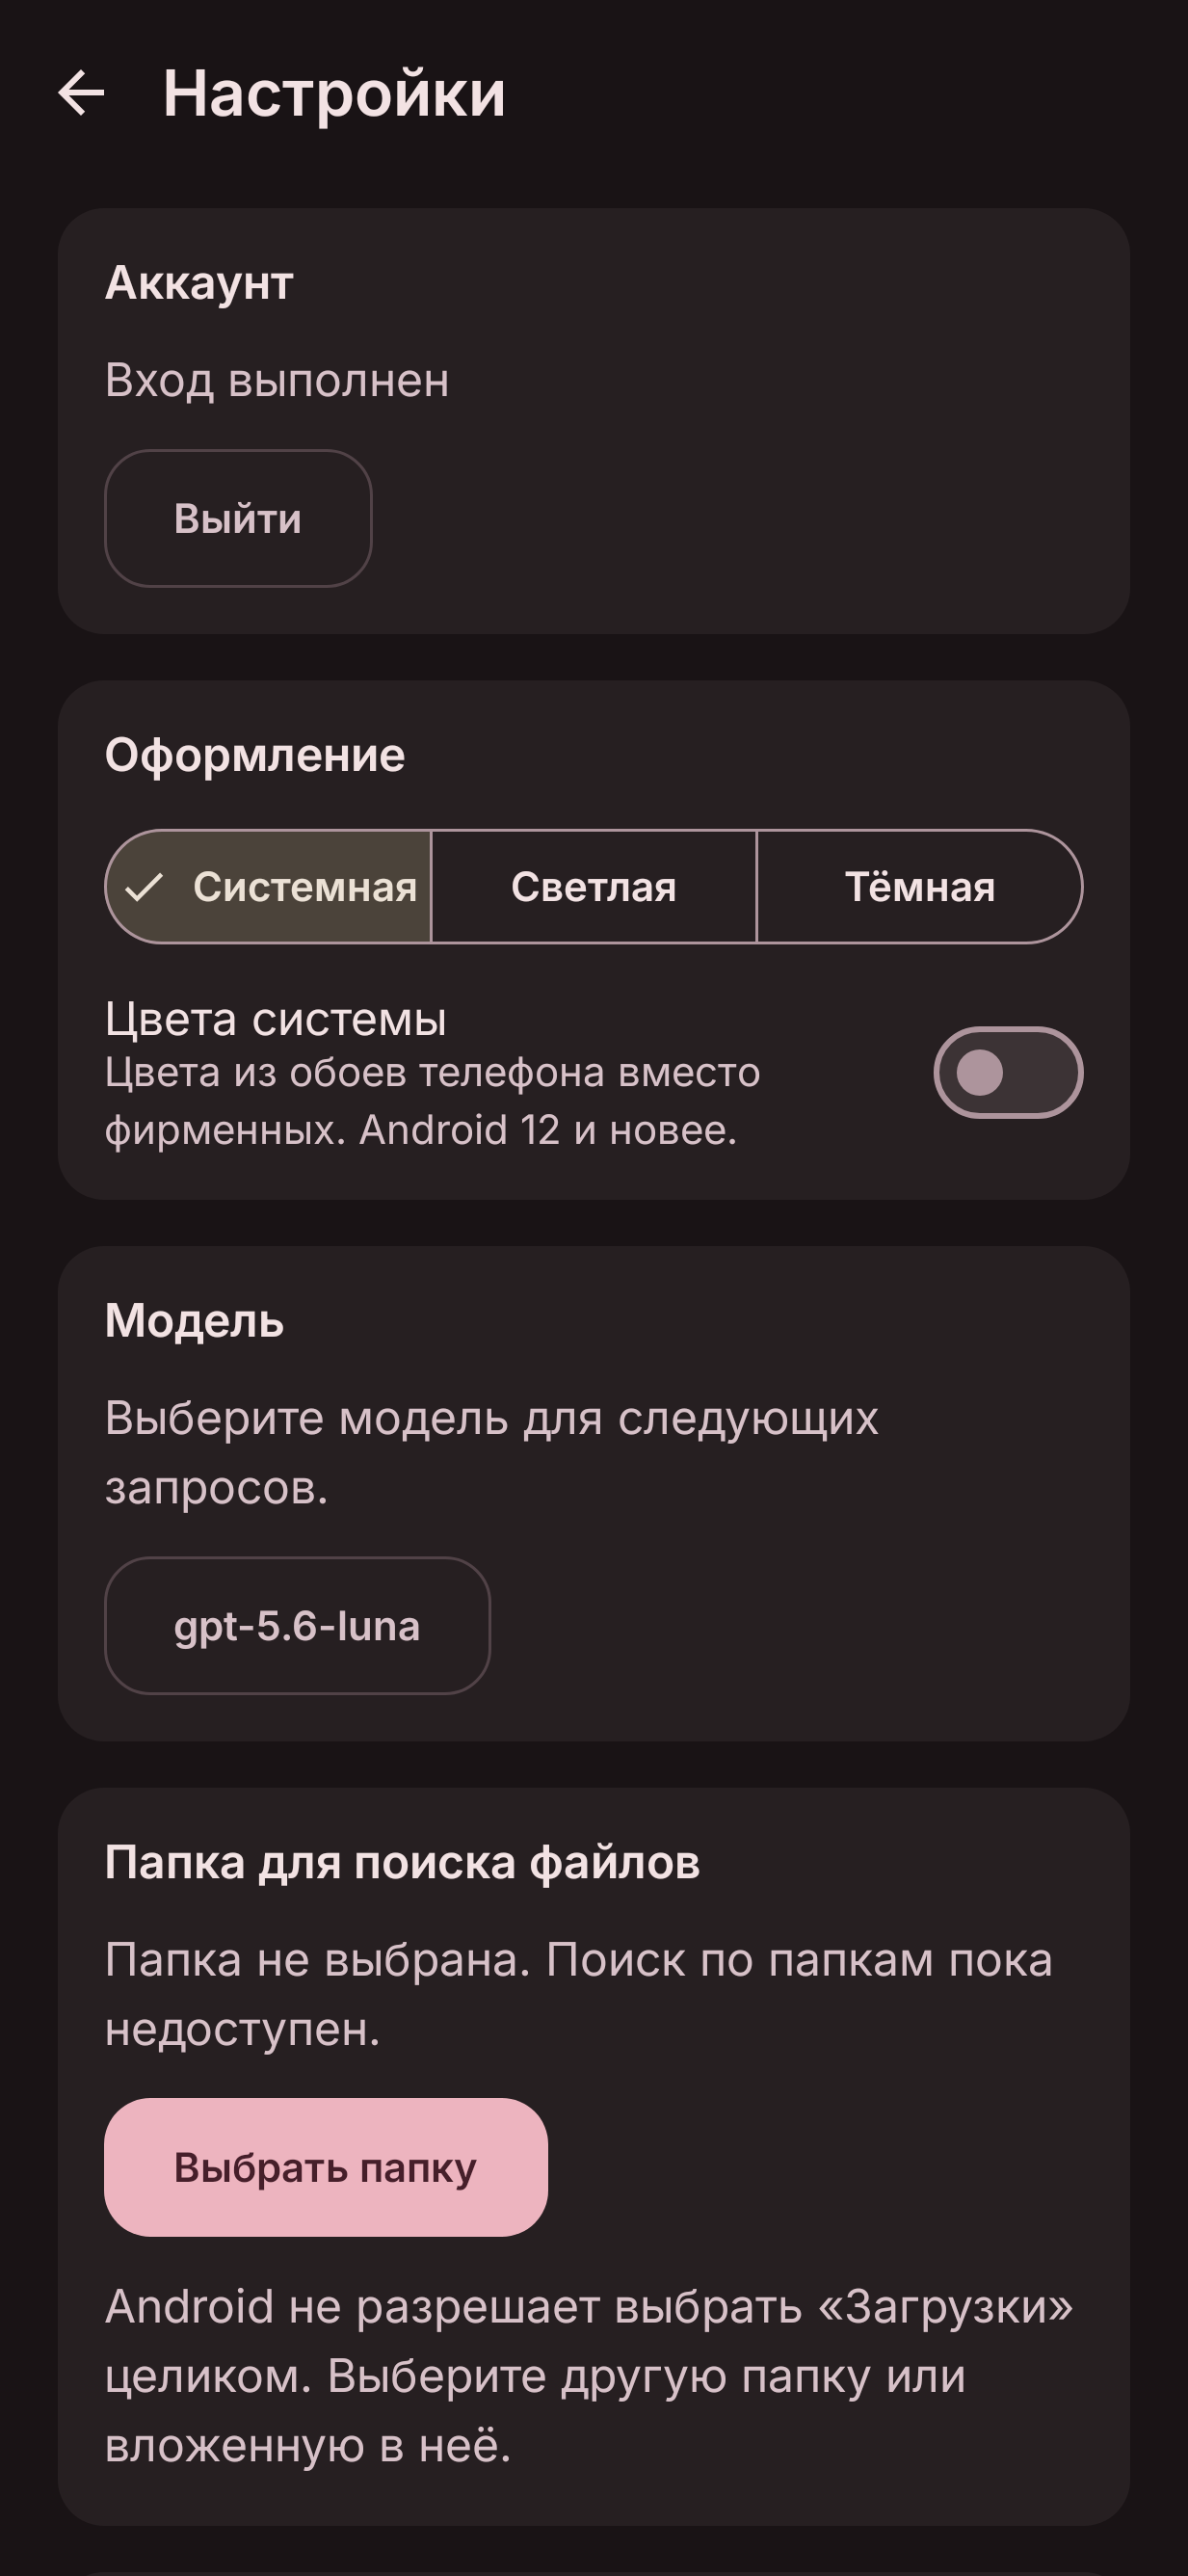 Настройки
Аккаунт
Вход выполнен
Выйти
Оформление
Системная
Светлая
Тёмная
Цвета системы
Цвета из обоев телефона вместо
фирменных. Android 12 и новее.
Модель
Выберите модель для следующих
запросов.
gpt-5.6-luna
Папка для поиска файлов
Папка не выбрана. Поиск по папкам пока
недоступен.
Выбрать папку
Android не разрешает выбрать «Загрузки»
целиком. Выберите другую папку или
вложенную в неё.